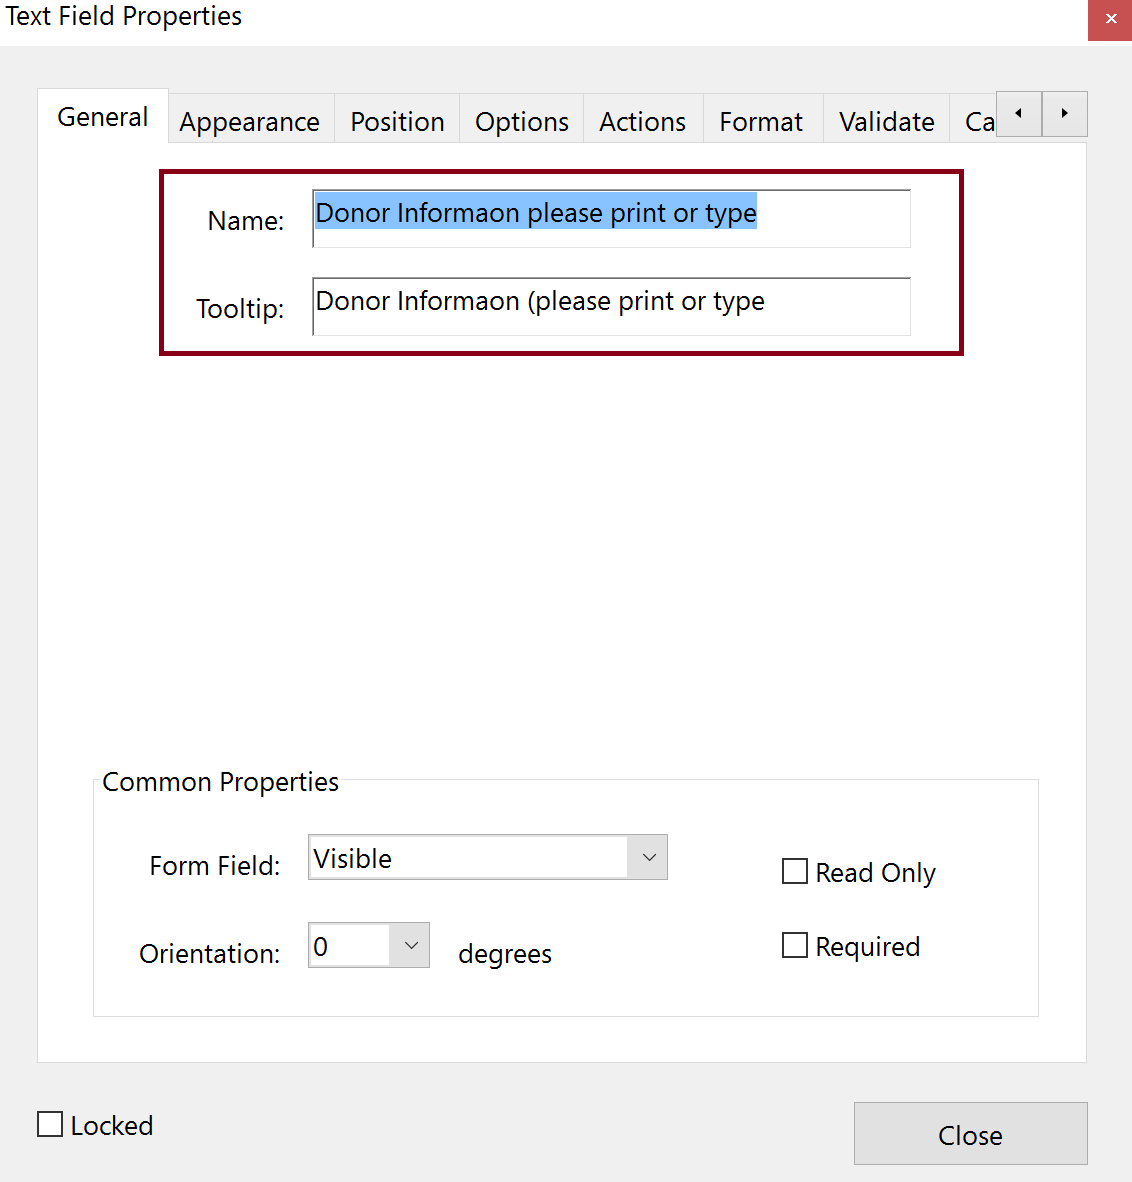 Text Field Properties
General Appearance Position Options Actions Format Validate Ca
Name: Donor Informaon please print or type
Tooltip: Donor Informaon (please print or type
Common Properties
Form Field: Visible
Read Only
Orientation: 0 degrees
Required
Locked
Close